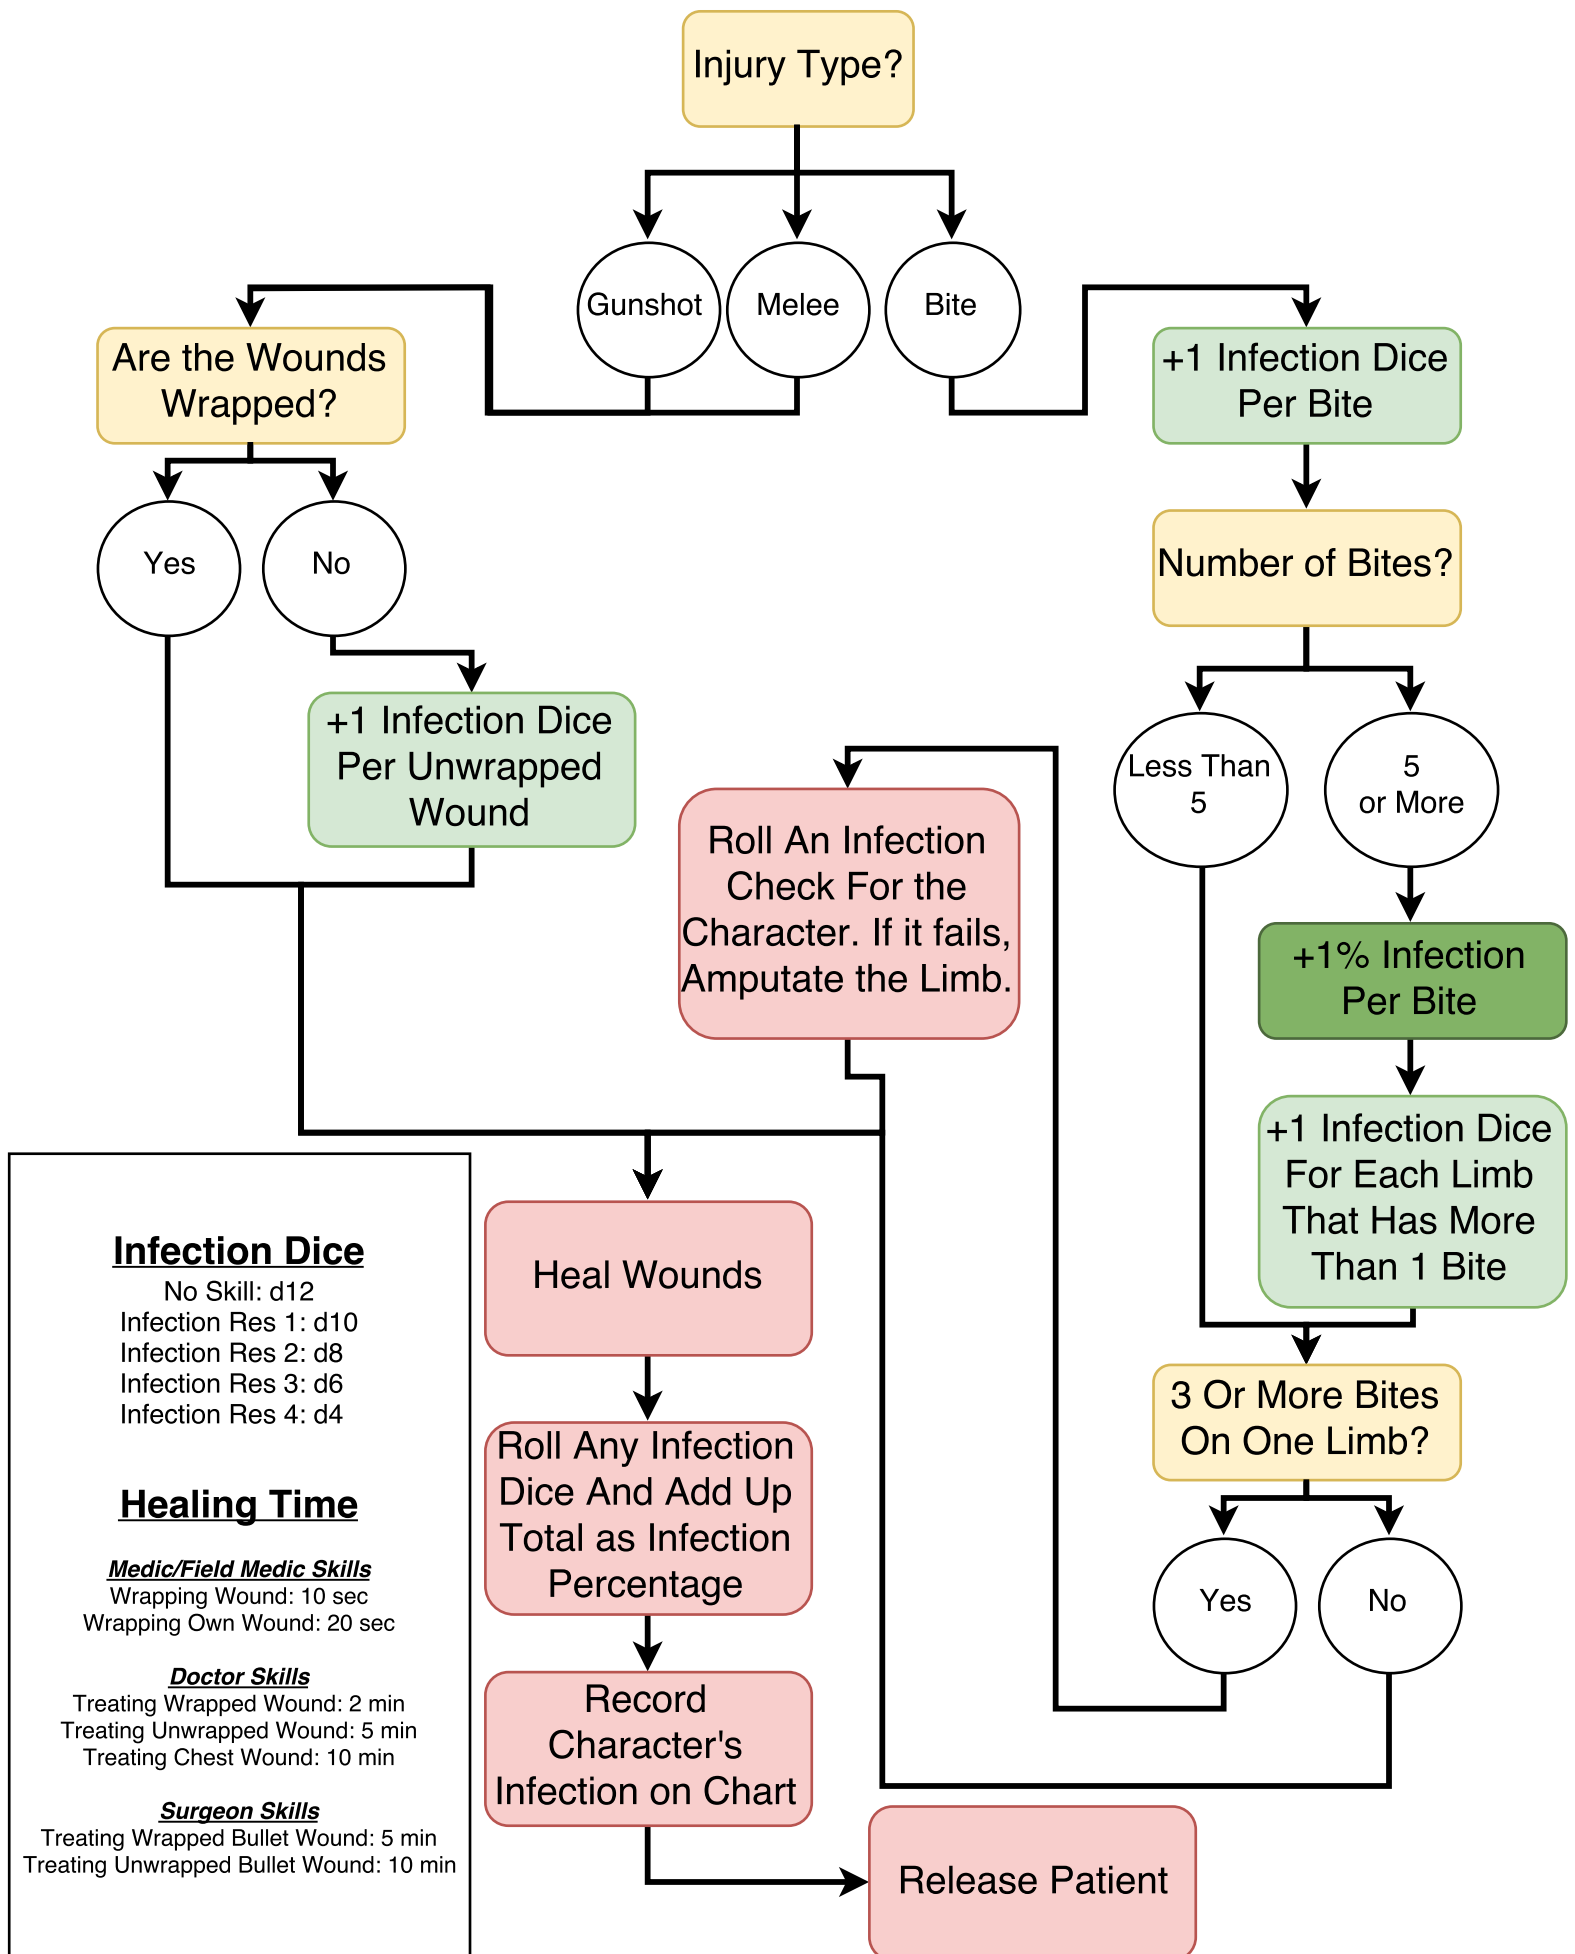 Injury Type?
Gunshot
Melee
Bite
Are the Wounds
Wrapped?
Yes
No
+1 Infection Dice
Per Unwrapped
Wound
+1 Infection Dice
Per Bite
Number of Bites?
Less Than
5
5
or More
+1% Infection
Per Bite
+1 Infection Dice
For Each Limb
That Has More
Than 1 Bite
3 Or More Bites
On One Limb?
Yes
No
Roll An Infection
Check For the
Character. If it fails,
Amputate the Limb.
Heal Wounds
Roll Any Infection
Dice And Add Up
Total as Infection
Percentage
Record
Character's
Infection on Chart
Release Patient
Infection Dice
No Skill: d12
Infection Res 1: d10
Infection Res 2: d8
Infection Res 3: d6
Infection Res 4: d4
Healing Time
Medic/Field Medic Skills
Wrapping Wound: 10 sec
Wrapping Own Wound: 20 sec
Doctor Skills
Treating Wrapped Wound: 2 min
Treating Unwrapped Wound: 5 min
Treating Chest Wound: 10 min
Surgeon Skills
Treating Wrapped Bullet Wound: 5 min
Treating Unwrapped Bullet Wound: 10 min